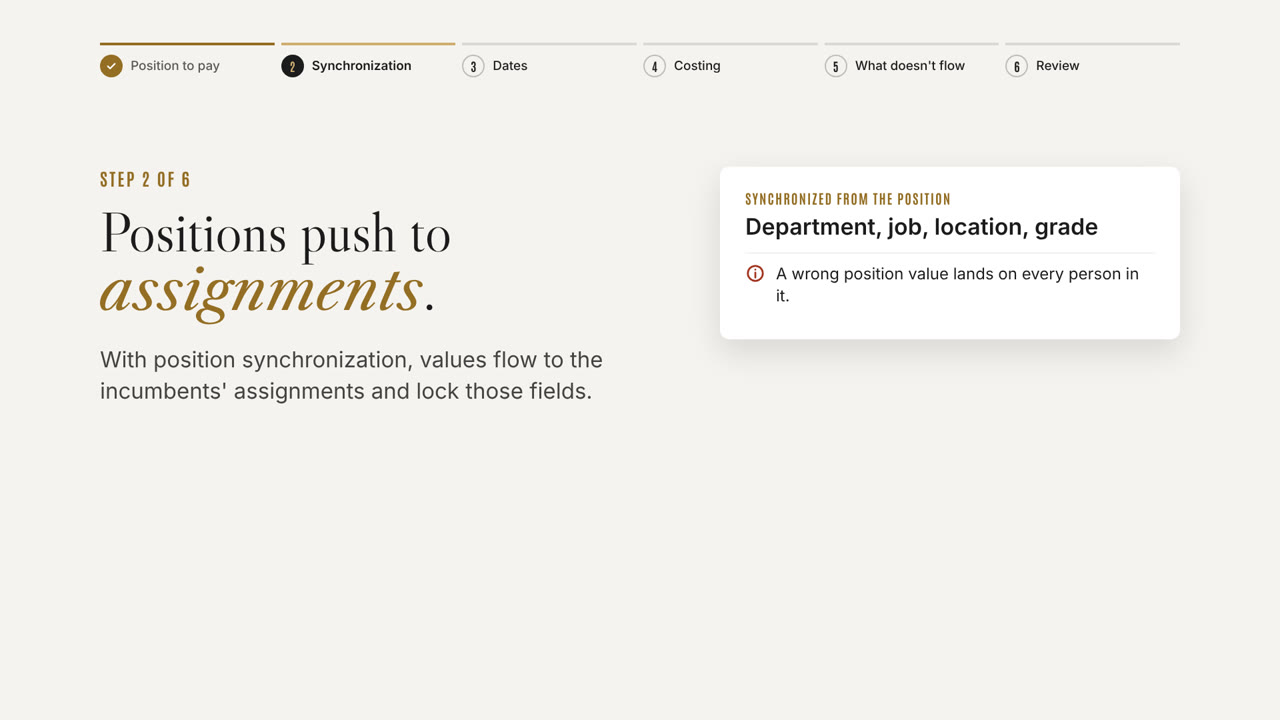 Position to pay
2 Synchronization
3 Dates
4 Costing
5 What doesn't flow
6 Review
STEP 2 OF 6
Positions push to
assignments.
With position synchronization, values flow to the
incumbents' assignments and lock those fields.
SYNCHRONIZED FROM THE POSITION
Department, job, location, grade
A wrong position value lands on every person in
it.